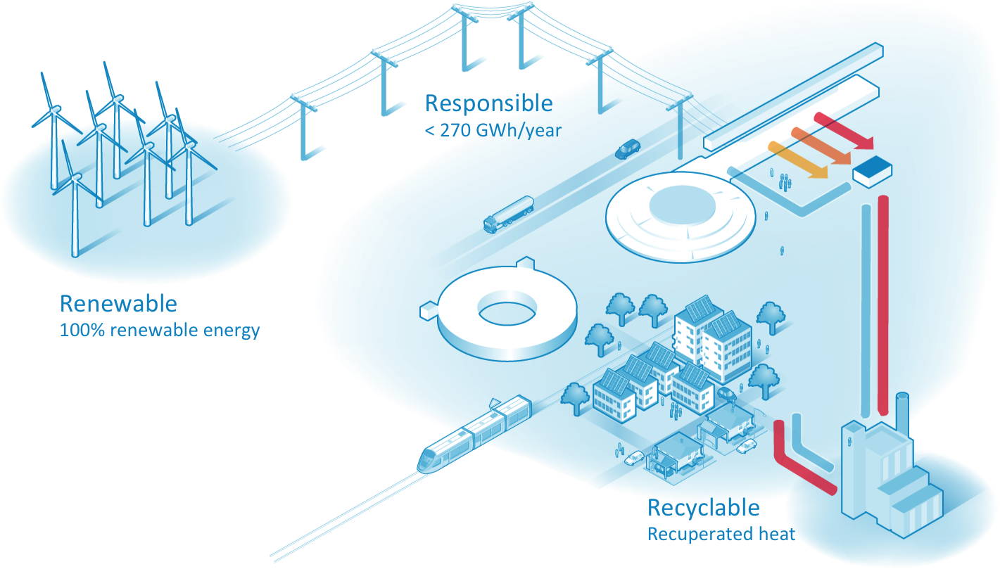 Responsible
< 270 GWh/year
Renewable
100% renewable energy
Recyclable
Recuperated heat